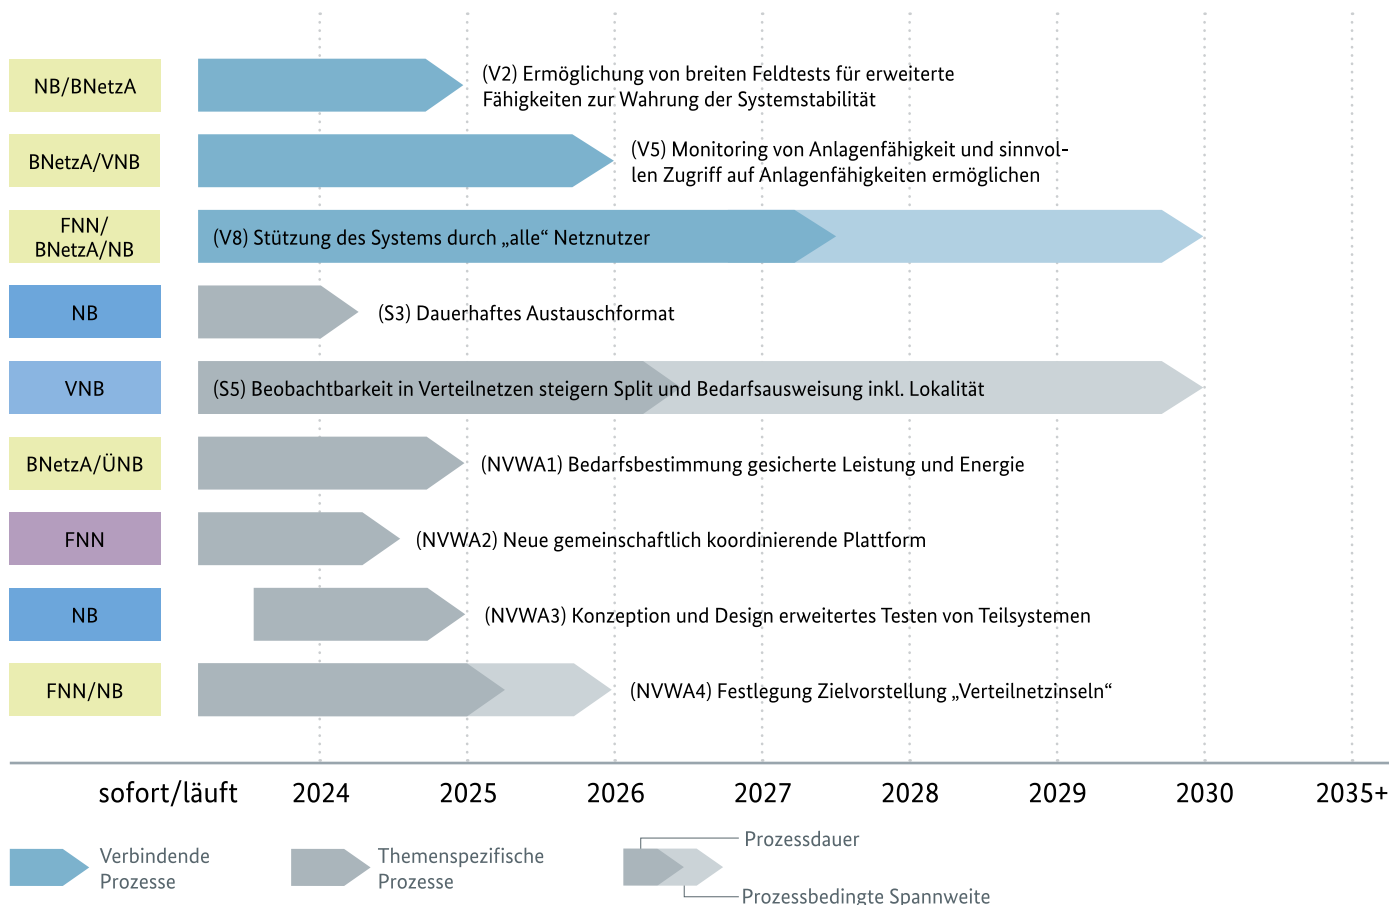 NB/BNetzA
(V2) Ermöglichung von breiten Feldtests für erweiterte
Fähigkeiten zur Wahrung der Systemstabilität
BNetzA/VNB
(V5) Monitoring von Anlagenfähigkeit und sinnvol-
len Zugriff auf Anlagenfähigkeiten ermöglichen
FNN/
BNetzA/NB
(V8) Stützung des Systems durch „alle“ Netznutzer
NB
(S3) Dauerhaftes Austauschformat
VNB
(S5) Beobachtbarkeit in Verteilnetzen steigern Split und Bedarfsausweisung inkl. Lokalität
BNetzA/ÜNB
(NVWA1) Bedarfsbestimmung gesicherte Leistung und Energie
FNN
(NVWA2) Neue gemeinschaftlich koordinierende Plattform
NB
(NVWA3) Konzeption und Design erweitertes Testen von Teilsystemen
FNN/NB
(NVWA4) Festlegung Zielvorstellung „Verteilnetzinseln“
sofort/läuft 2024 2025 2026 2027 2028 2029 2030 2035+
Verbindende
Prozesse
Themenspezifische
Prozesse
Prozessdauer
Prozessbedingte Spannweite